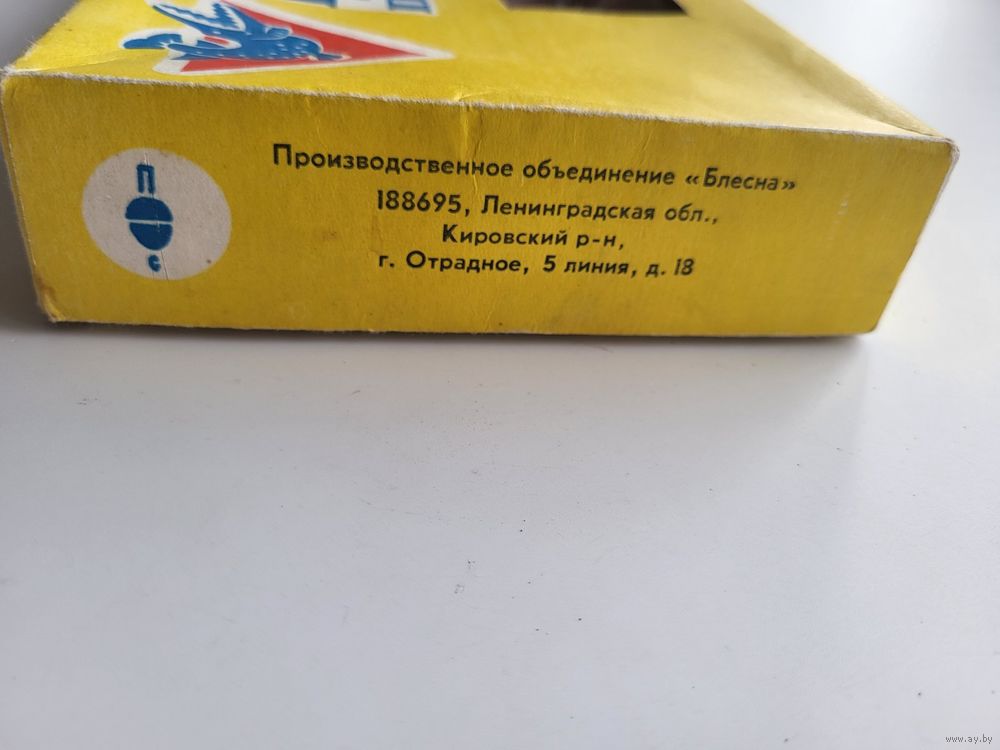 Производственное объединение «Блесна»
188695, Ленинградская обл.,
Кировский р-н,
г. Отрадное, 5 линия, д. 18
П
с
www.ay.by